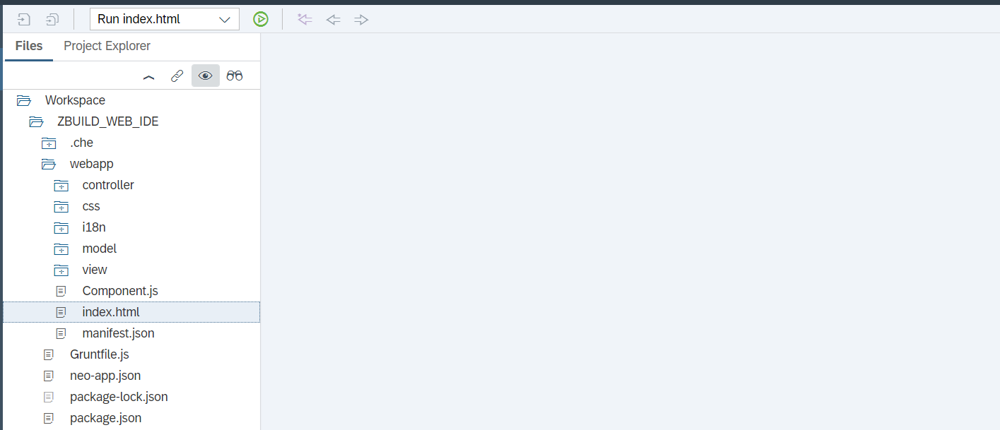 Run index.html
Files Project Explorer
Workspace
ZBUILD_WEB_IDE
.che
webapp
controller
css
i18n
model
view
Component.js
index.html
manifest.json
Gruntfile.js
neo-app.json
package-lock.json
package.json